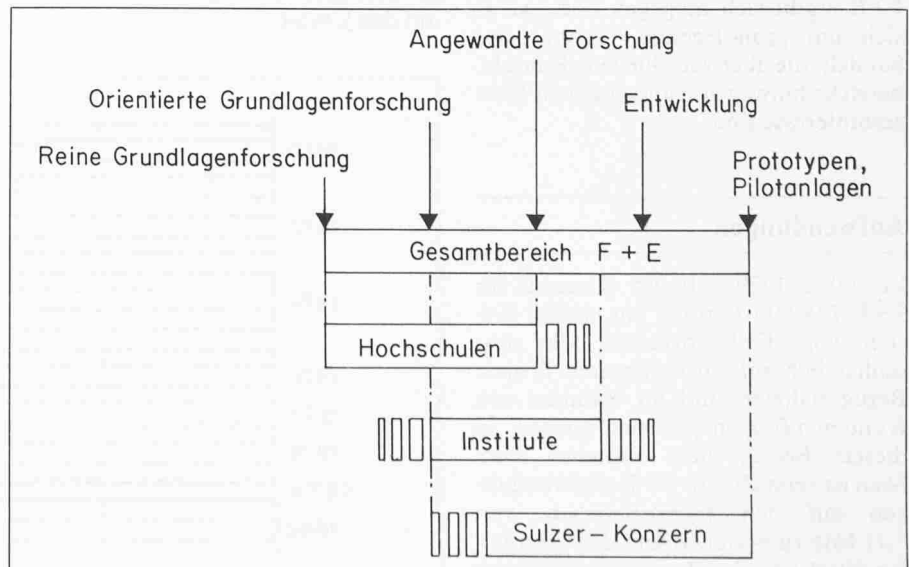 Angewandte Forschung
Orientierte Grundlagenforschung
Entwicklung
Reine Grundlagenforschung
Prototypen,
Pilotanlagen
Gesamtbereich F + E
Hochschulen
Institute
Sulzer – Konzern